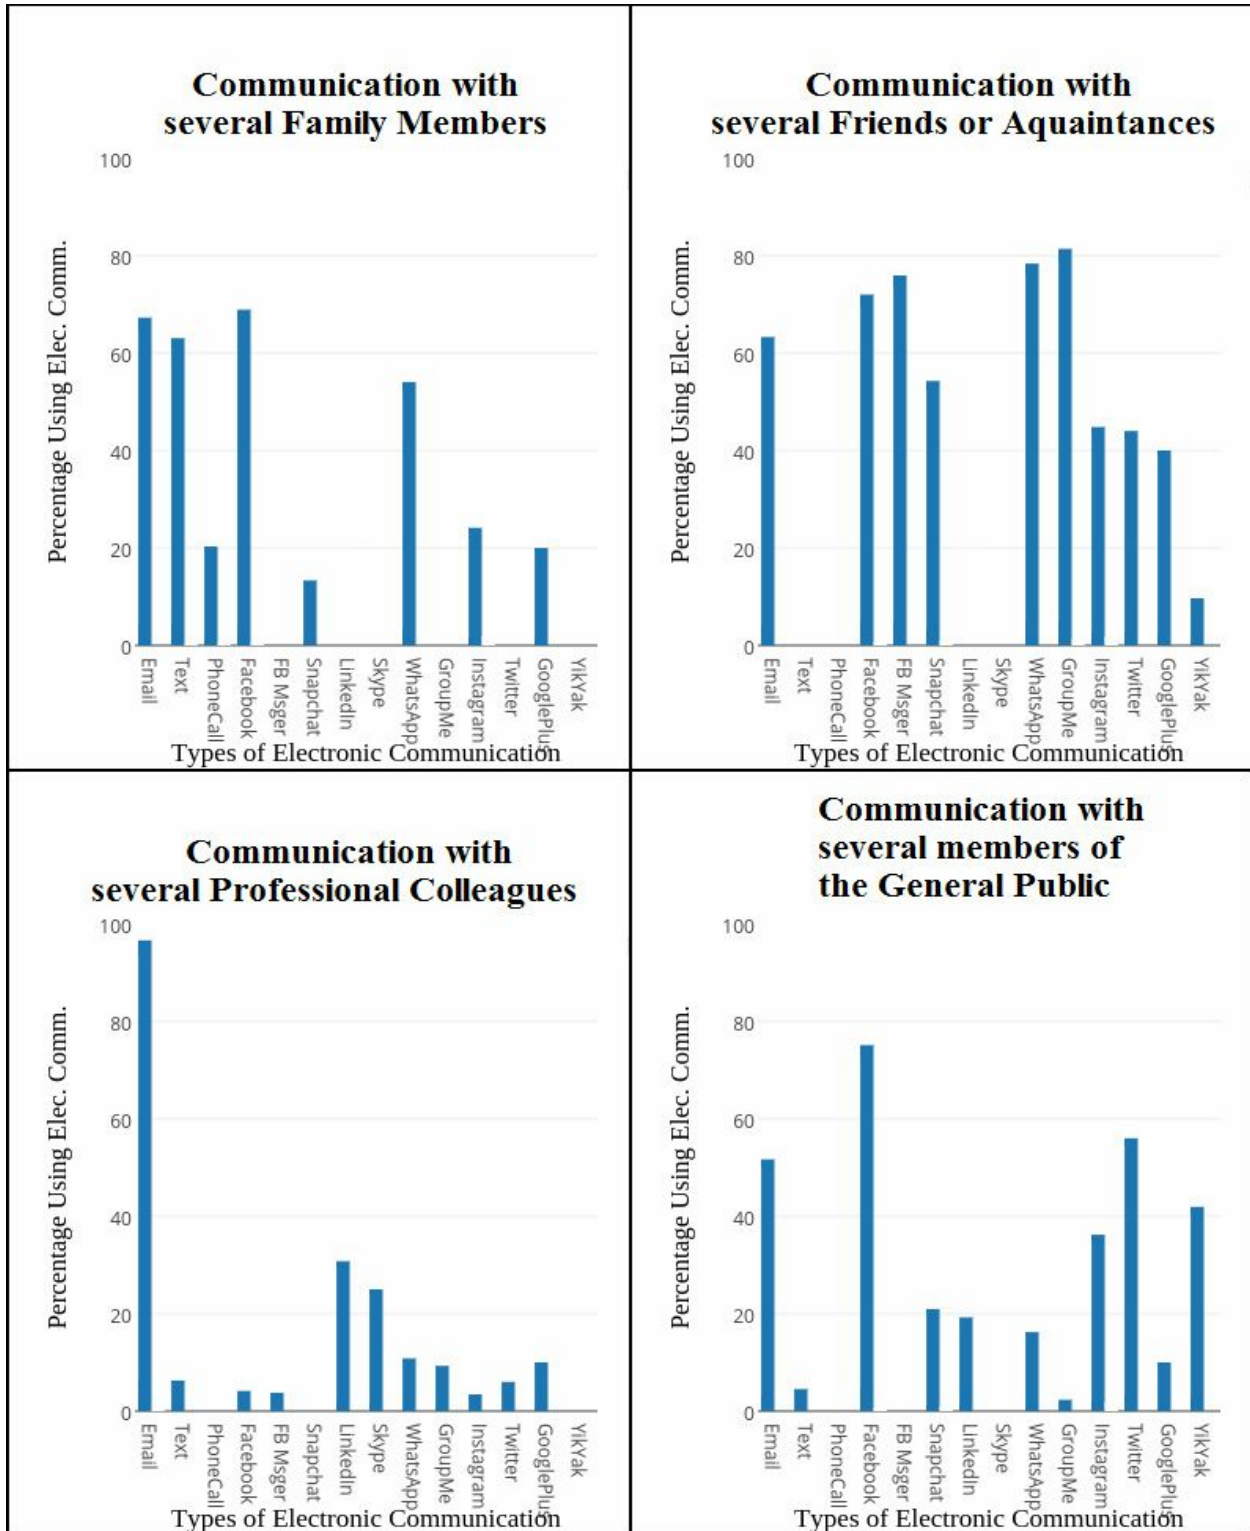 Communication with
several Family Members
100
80
60
40
20
0
Percentage Using Elec. Comm.
Email
Text
PhoneCall
Facebook
FB Msger
Snapchat
LinkedIn
Skype
WhatsApp
GroupMe
Instagram
Twitter
GooglePlus
YikYak
Types of Electronic Communication
Communication with
several Friends or Aquaintances
100
80
60
40
20
0
Percentage Using Elec. Comm.
Email
Text
PhoneCall
Facebook
FB Msger
Snapchat
LinkedIn
Skype
WhatsApp
GroupMe
Instagram
Twitter
GooglePlus
YikYak
Types of Electronic Communication
Communication with
several Professional Colleagues
100
80
60
40
20
0
Percentage Using Elec. Comm.
Email
Text
PhoneCall
Facebook
FB Msger
Snapchat
LinkedIn
Skype
WhatsApp
GroupMe
Instagram
Twitter
GooglePlus
YikYak
Types of Electronic Communication
Communication with
several members of
the General Public
100
80
60
40
20
0
Percentage Using Elec. Comm.
Email
Text
PhoneCall
Facebook
FB Msger
Snapchat
LinkedIn
Skype
WhatsApp
GroupMe
Instagram
Twitter
GooglePlus
YikYak
Types of Electronic Communication